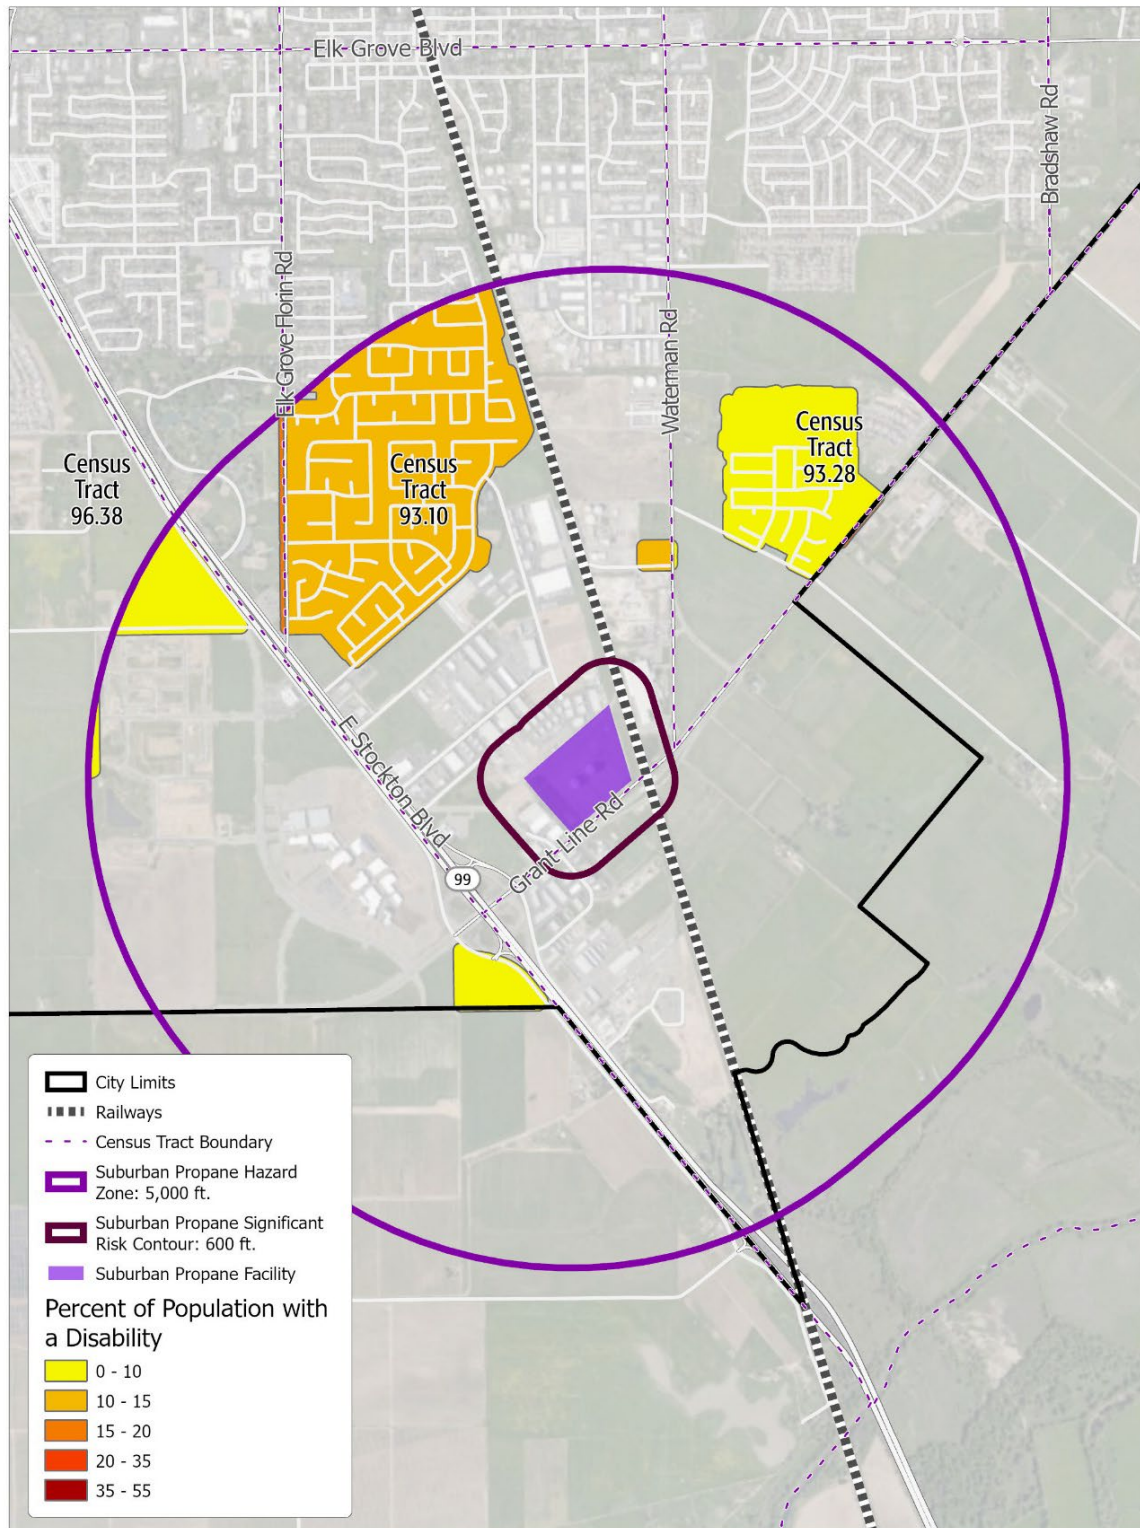 Elk Grove Blvd
Bradshaw Rd
Elk Grove Florin Rd
Waterman Rd
Census
Tract
93.28
Census
Tract
96.38
Census
Tract
93.10
E Stockton Blvd
Grant Line Rd
99
City Limits
Railways
Census Tract Boundary
Suburban Propane Hazard
Zone: 5,000 ft.
Suburban Propane Significant
Risk Contour: 600 ft.
Suburban Propane Facility
Percent of Population with
a Disability
0 - 10
10 - 15
15 - 20
20 - 35
35 - 55